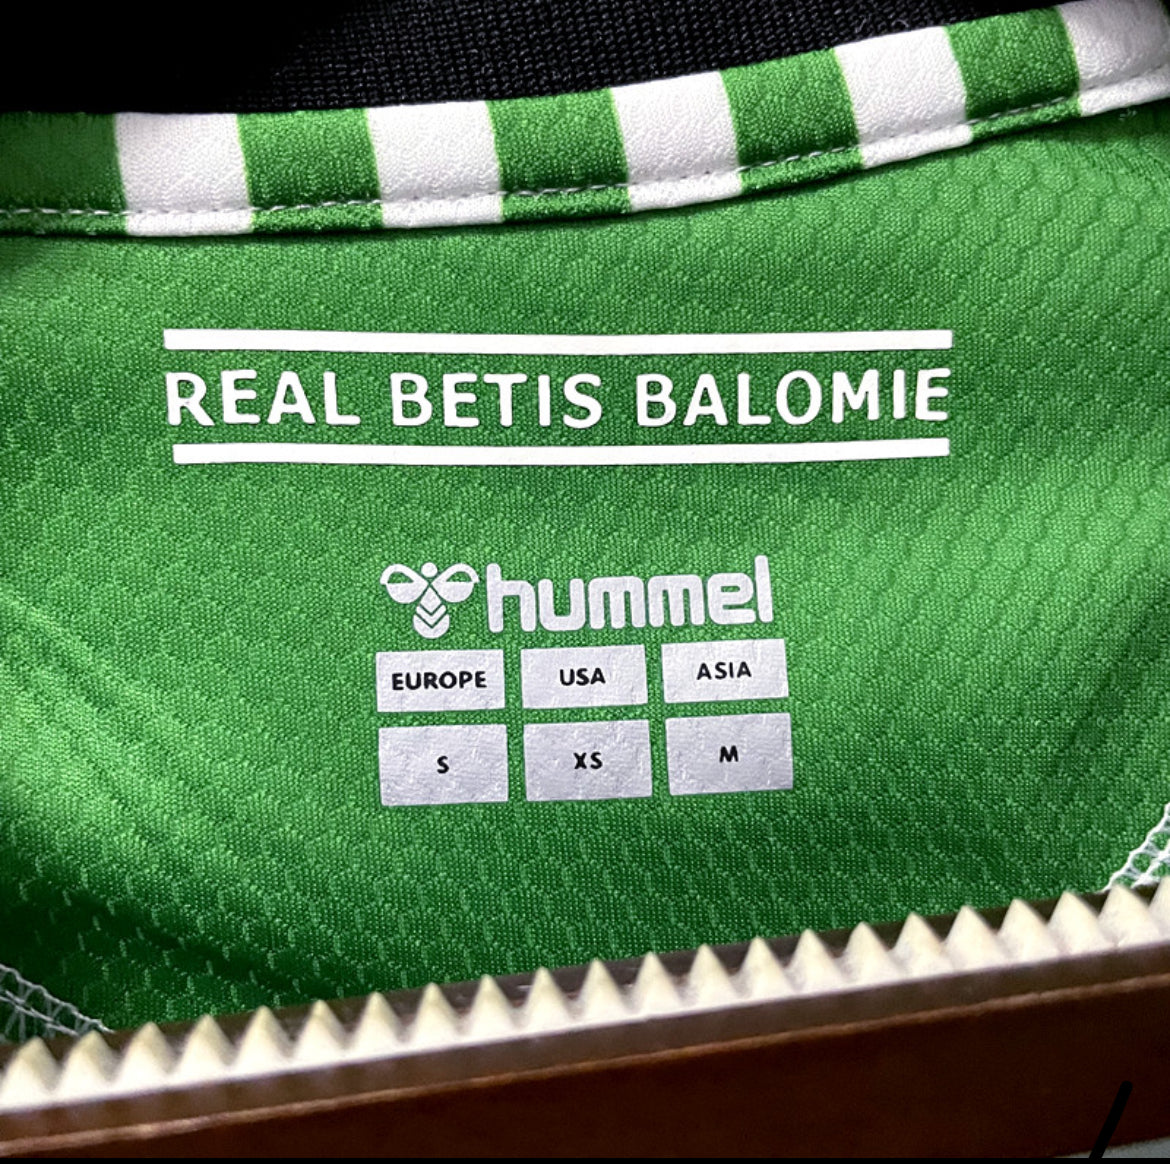 REAL BETIS BALOMIE
hummel
EUROPE USA ASIA
S XS M